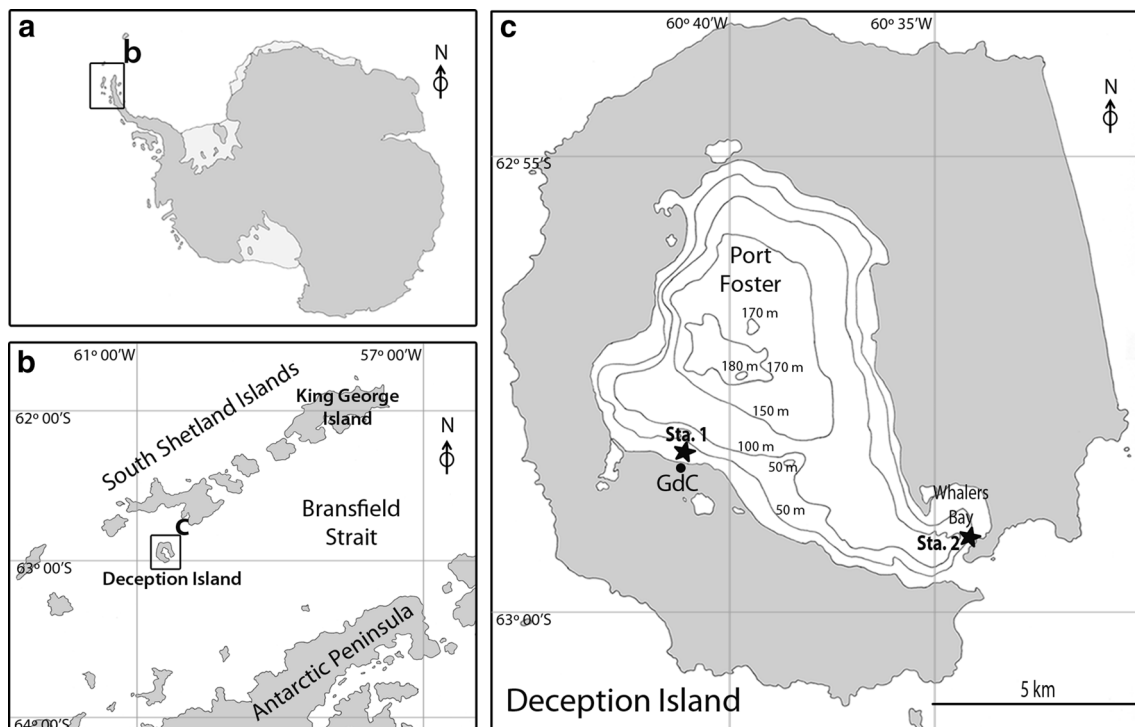 a
b
N
b
61° 00'W
57° 00'W
62° 00'S
South Shetland Islands
King George
Island
N
Bransfield
Strait
c
63° 00'S
Deception Island
Antarctic Peninsula
64° 00'S
c
60° 40'W
60° 35'W
N
62° 55'S
Port
Foster
170 m
180 m
170 m
150 m
Sta. 1
100 m
50 m
GdC
50 m
Whalers
Bay
Sta. 2
63° 00'S
Deception Island
5 km